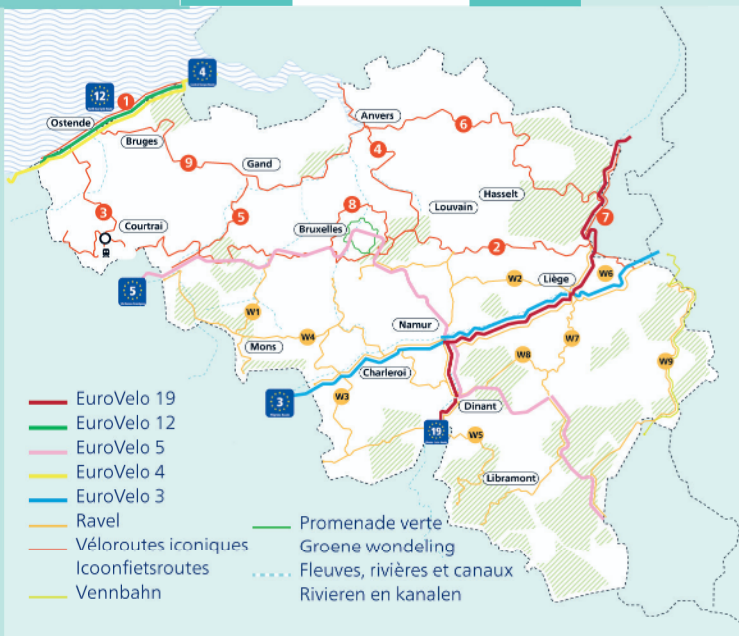 4
12
1
Ostende
Bruges
9
Gand
Anvers
4
6
Hasselt
Louvain
3
Courtrai
5
8
Bruxelles
7
2
5
W2
Liège
W6
W1
Mons
W4
Namur
W7
W8
W9
Charleroi
3
W3
Dinant
19
W5
Libramont
EuroVelo 19
EuroVelo 12
EuroVelo 5
EuroVelo 4
EuroVelo 3
Ravel
Véloroutes iconiques
Icoonfietsroutes
Vennbahn
Promenade verte
Groene wondeling
Fleuves, rivières et canaux
Rivieren en kanalen